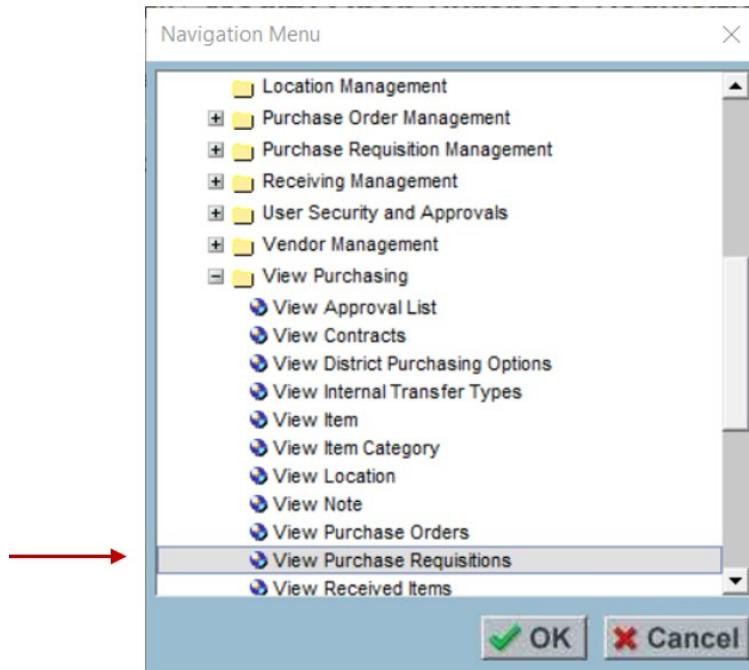 Navigation Menu
Location Management
Purchase Order Management
Purchase Requisition Management
Receiving Management
User Security and Approvals
Vendor Management
View Purchasing
View Approval List
View Contracts
View District Purchasing Options
View Internal Transfer Types
View Item
View Item Category
View Location
View Note
View Purchase Orders
View Purchase Requisitions
View Received Items
OK Cancel